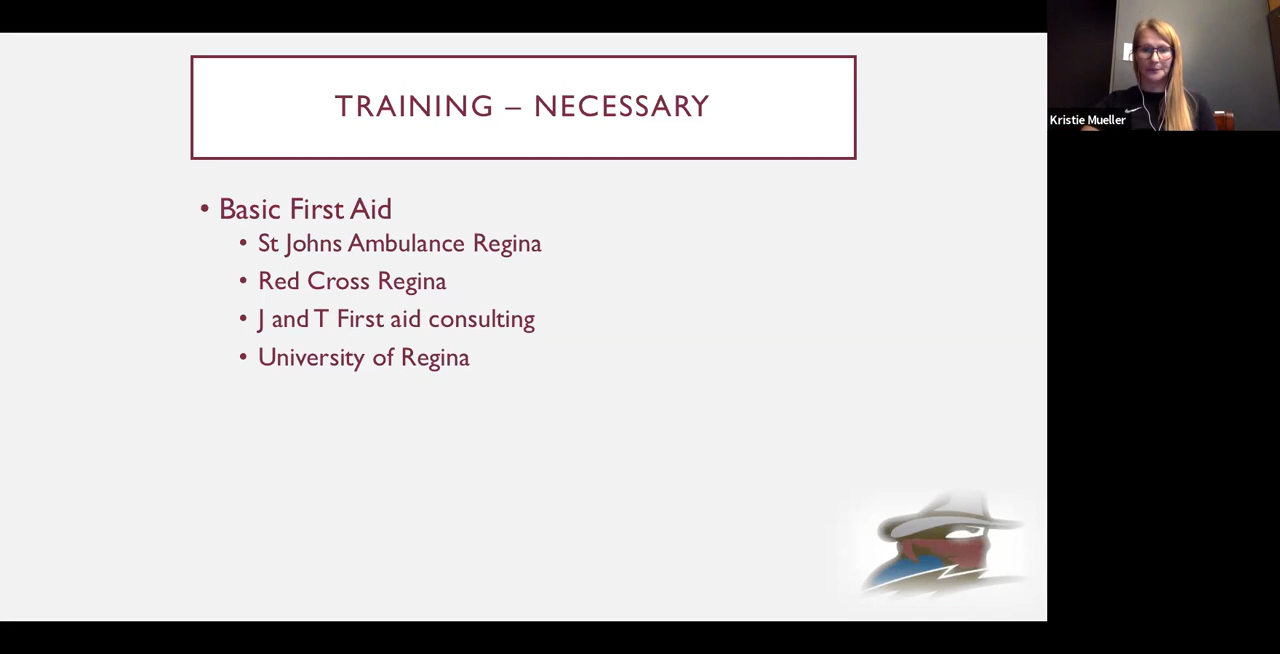 TRAINING – NECESSARY
• Basic First Aid
• St Johns Ambulance Regina
• Red Cross Regina
• J and T First aid consulting
• University of Regina
Kristie Mueller